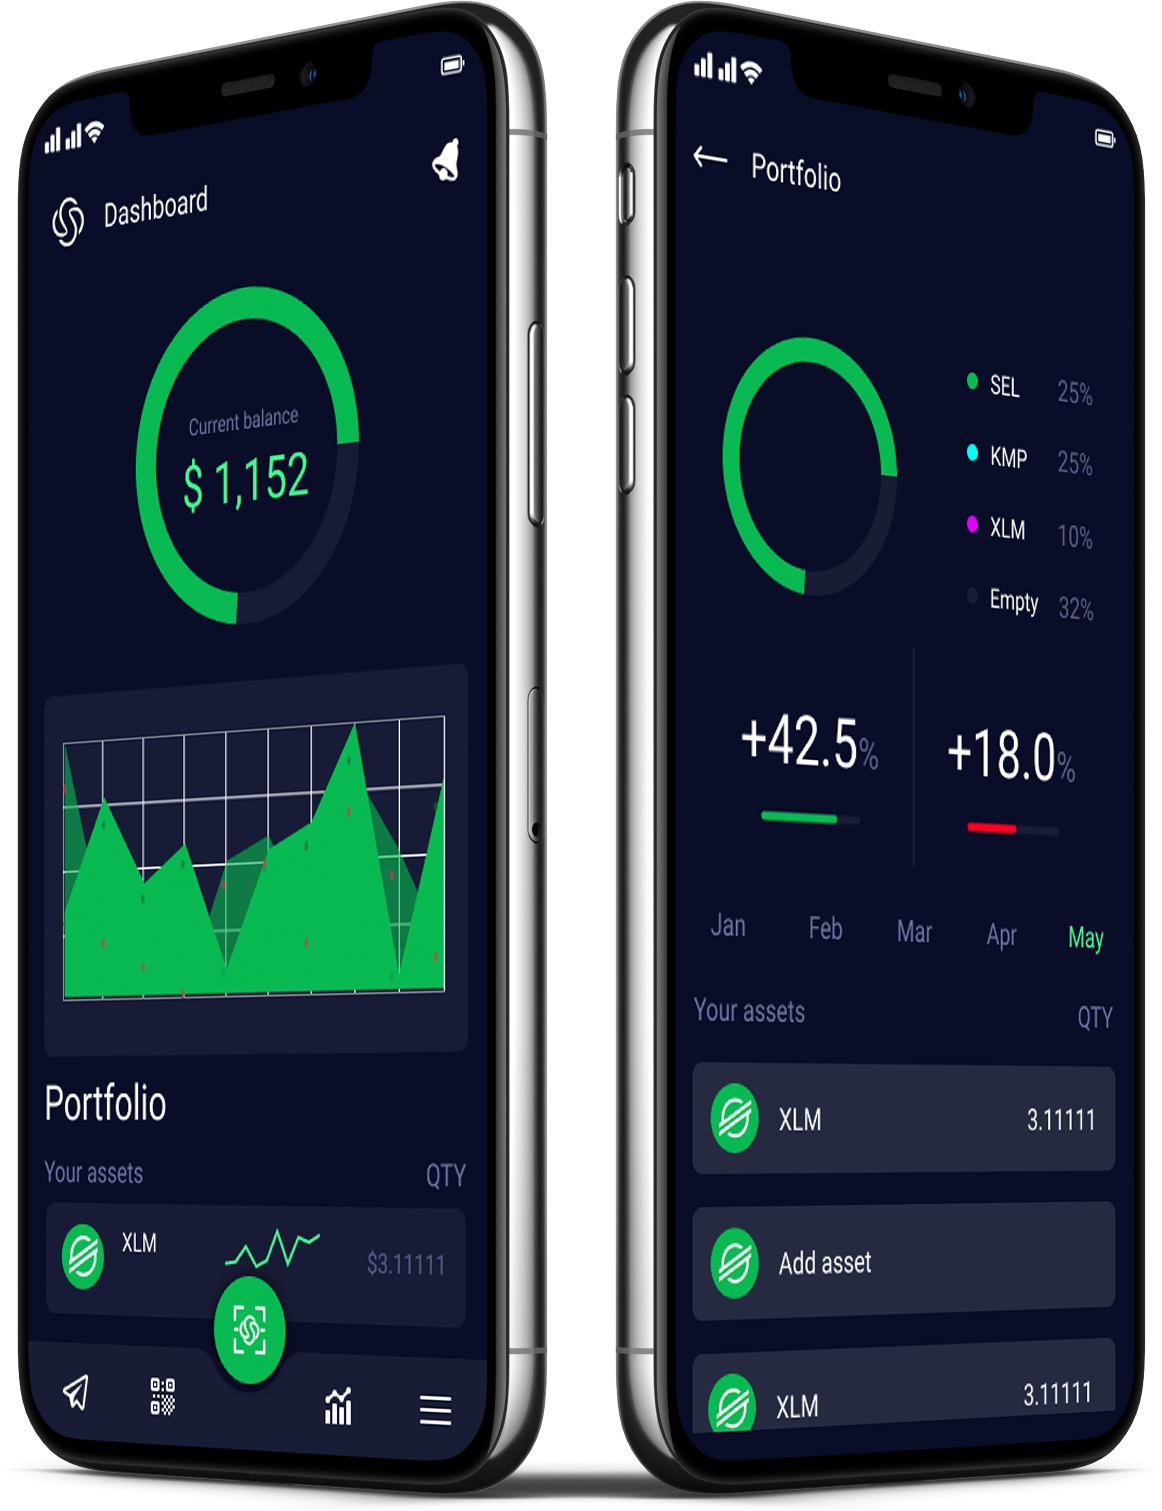 Dashboard
Current balance
$ 1,152
Portfolio
Your assets QTY
XLM $3.11111
Portfolio
SEL 25%
KMP 25%
XLM 10%
Empty 32%
+42.5% +18.0%
Jan Feb Mar Apr May
Your assets QTY
XLM 3.11111
Add asset
XLM 3.11111